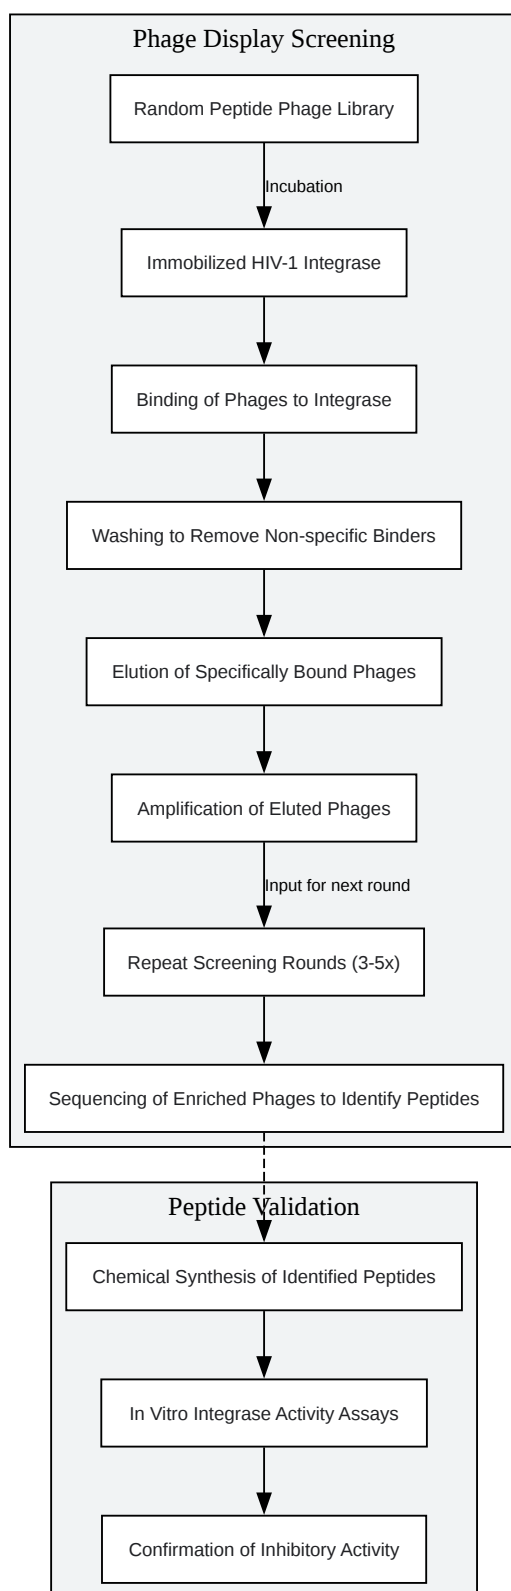 Phage Display Screening
Random Peptide Phage Library
Incubation
Immobilized HIV-1 Integrase
Binding of Phages to Integrase
Washing to Remove Non-specific Binders
Elution of Specifically Bound Phages
Amplification of Eluted Phages
Input for next round
Repeat Screening Rounds (3-5x)
Sequencing of Enriched Phages to Identify Peptides
Peptide Validation
Chemical Synthesis of Identified Peptides
In Vitro Integrase Activity Assays
Confirmation of Inhibitory Activity